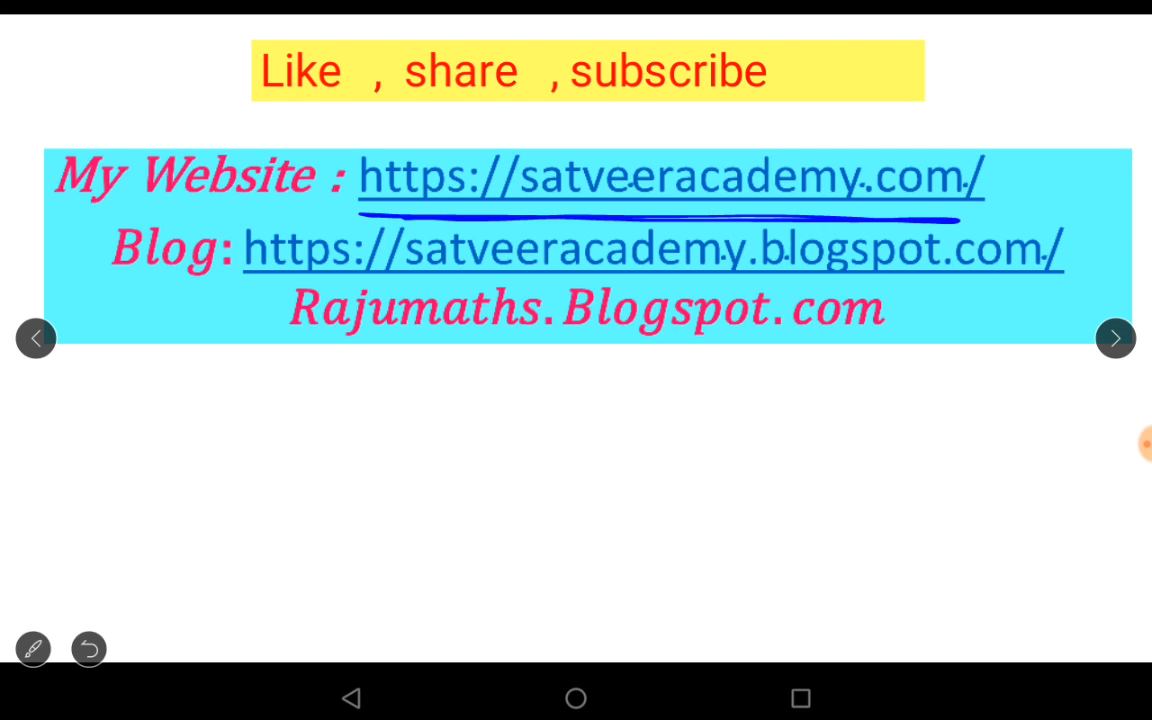 Like , share , subscribe
My Website : https://satveeracademy.com/
Blog: https://satveeracademy.blogspot.com/
Rajumaths.Blogspot.com